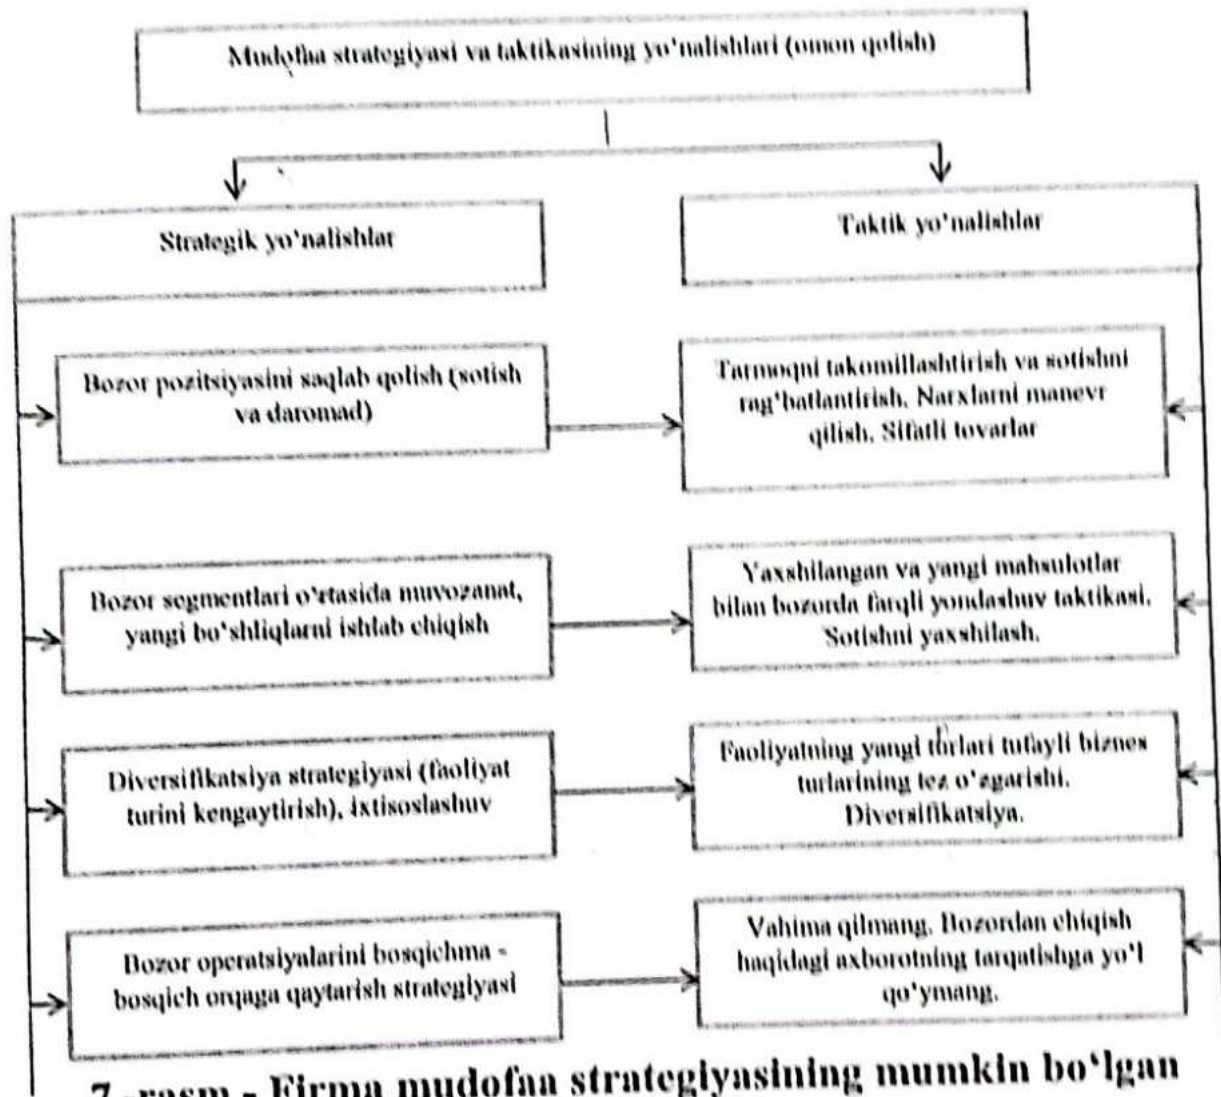 Mudofaa strategiyasi va taktikasining yo'nalishlari (omon qolish)
Strategik yo'nalishlar
Taktik yo'nalishlar
Bozor pozitsiyasini saqlab qolish (sotish
va daromad)
Tarmoqni takomillashtirish va sotishni
rag'batlantirish. Narxlarni manevr
qilish. Sifatli tovarlar
Bozor segmentlari o'rtasida muvozanat,
yangi bo'shliqlarni ishlab chiqish
Yaxshilangan va yangi mahsulotlar
bilan bozorda farqli yondashuv taktikasi.
Sotishni yaxshilash.
Diversifikatsiya strategiyasi (faoliyat
turini kengaytirish), ixtisoslashuv
Faoliyatning yangi turlari tufayli biznes
turlarining tez o'zgarishi.
Diversifikatsiya.
Bozor operatsiyalarini bosqichma -
bosqich orqaga qaytarish strategiyasi
Vahima qilmang. Bozordan chiqish
haqidagi axborotning tarqatishga yo'l
qo'ymang.
7 -rasm - Firma mudofaa strategiyasining mumkin bo'lgan